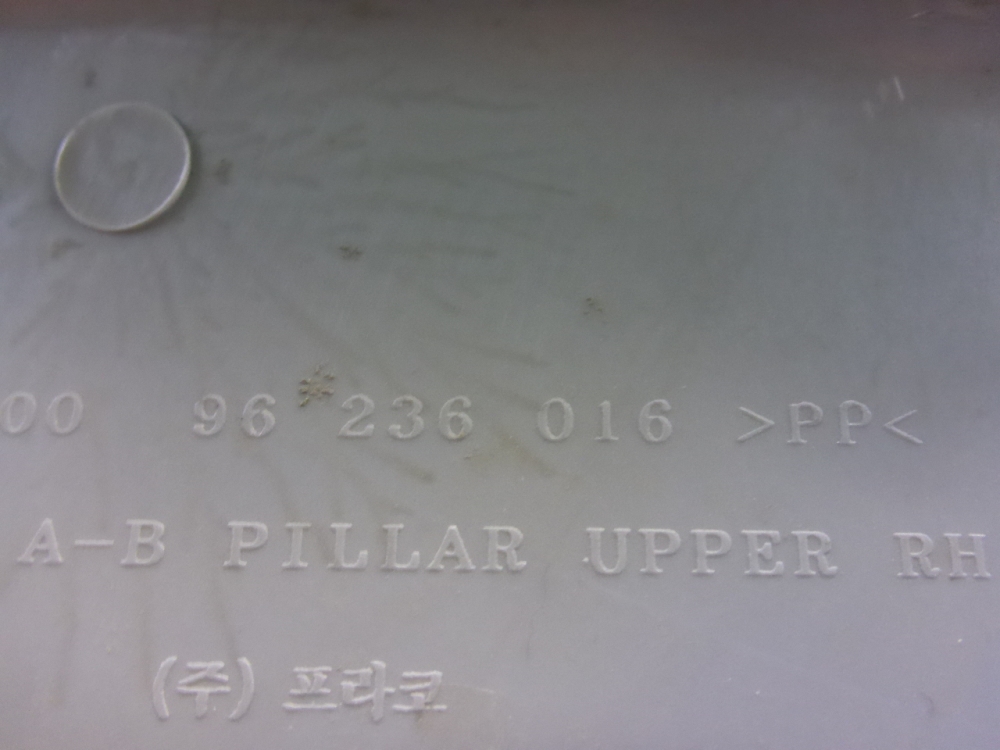 00 96 236 016 >PP<
A-B PILLAR UPPER RH
(주) 프라코